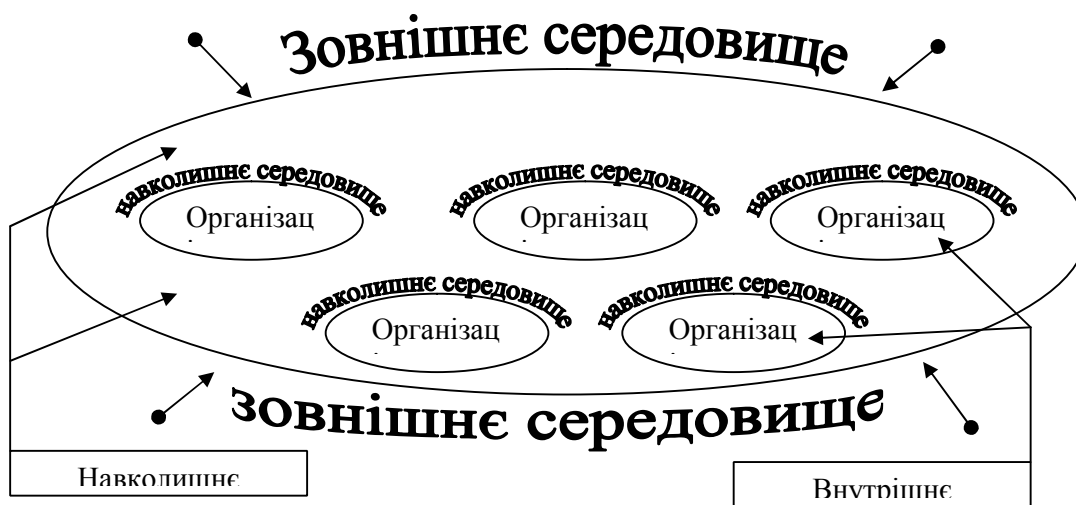 Зовнішнє середовище
навколишнє середовище
навколишнє середовище
навколишнє середовище
Організац
Організац
Організац
навколишнє середовище
навколишнє середовище
Організац
Організац
зовнішнє середовище
Навколишнє
Внутрішнє